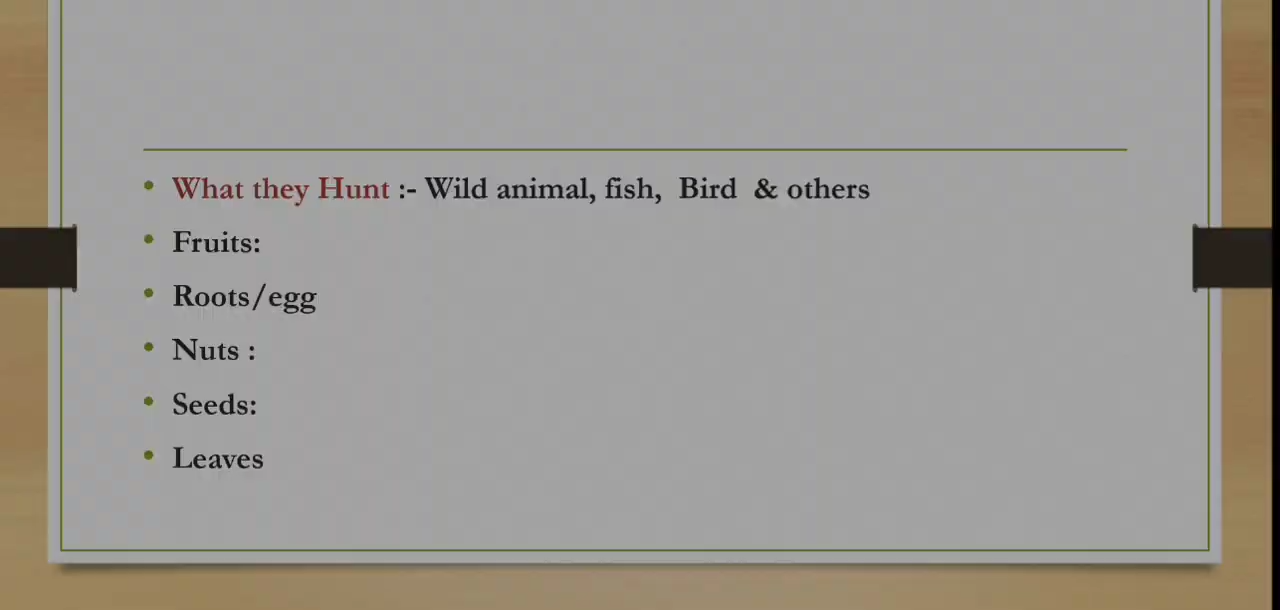 What they Hunt :- Wild animal, fish, Bird & others
Fruits:
Roots/egg
Nuts :
Seeds:
Leaves